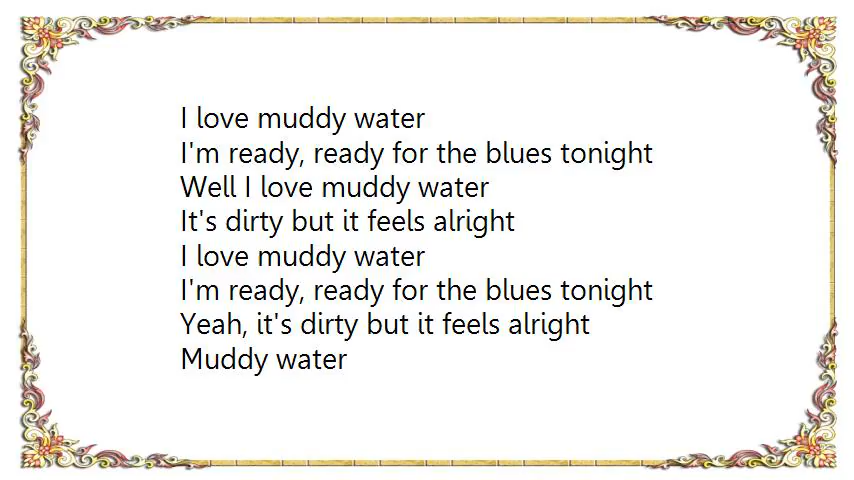 I love muddy water
I'm ready, ready for the blues tonight
Well I love muddy water
It's dirty but it feels alright
I love muddy water
I'm ready, ready for the blues tonight
Yeah, it's dirty but it feels alright
Muddy water